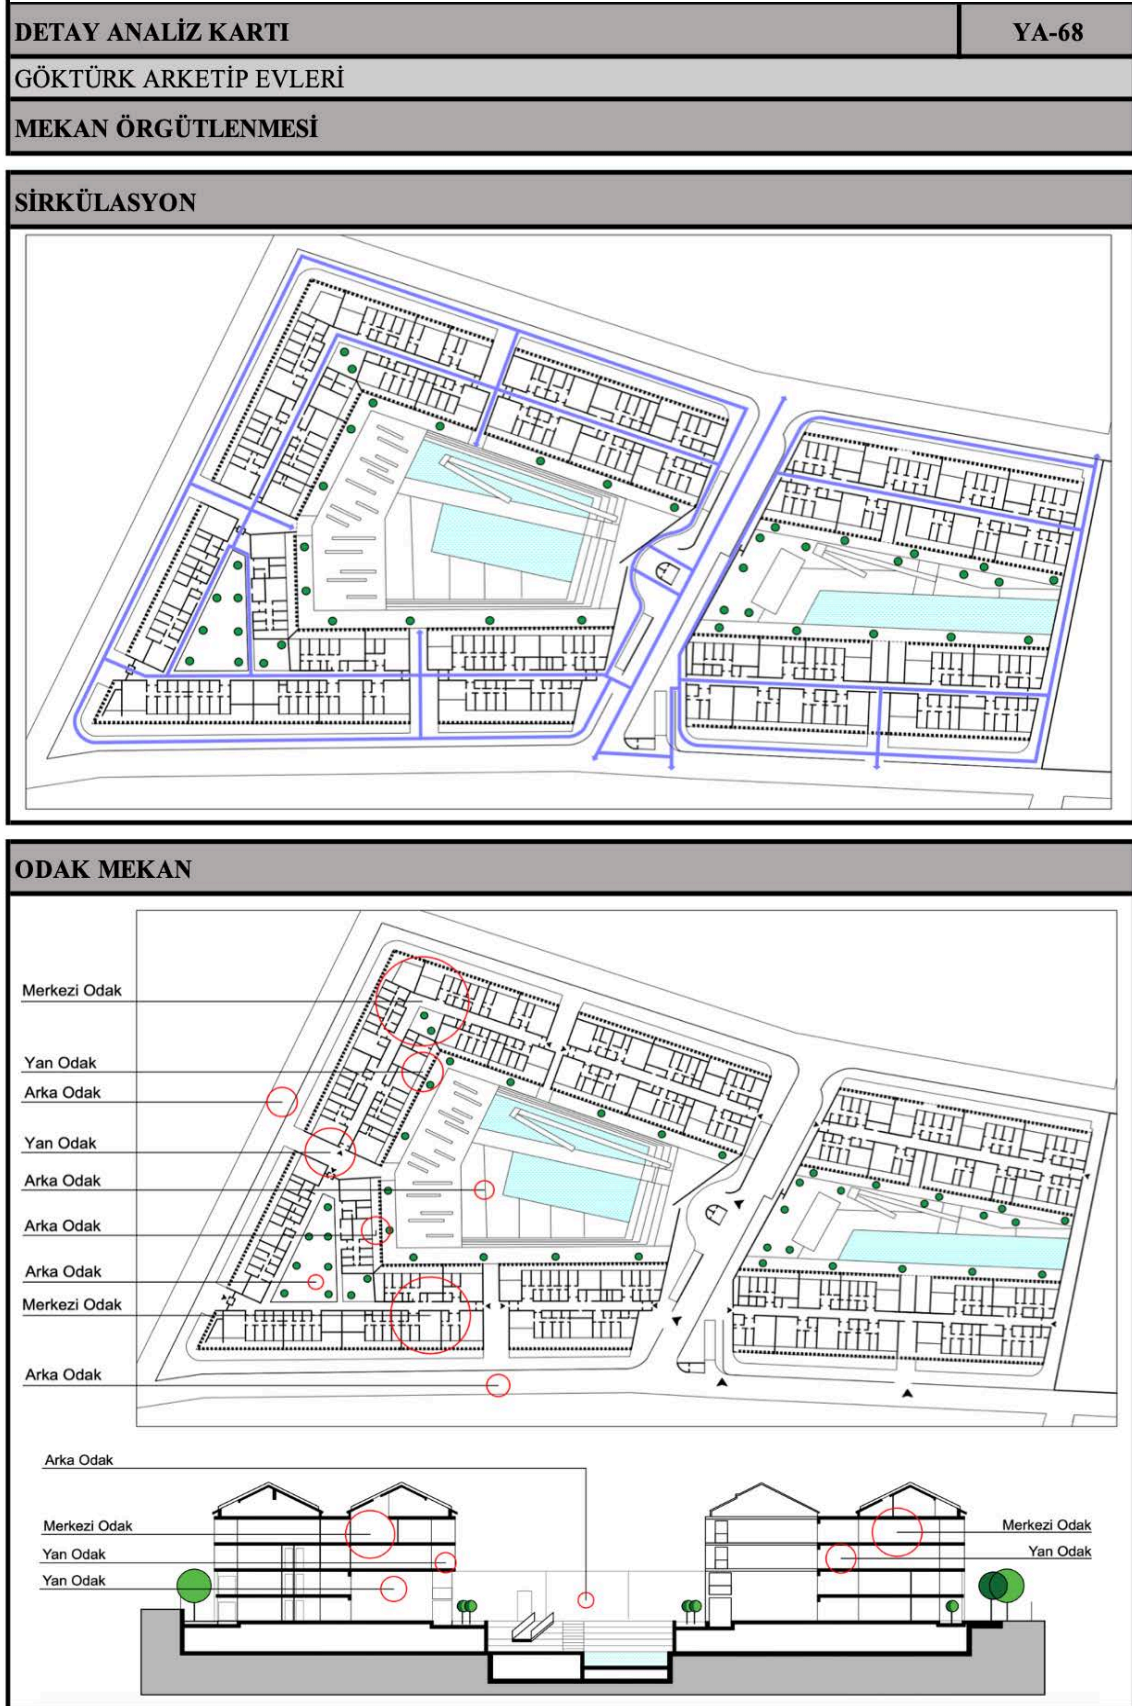 DETAY ANALİZ KARTI YA-68
GÖKTÜRK ARKETİP EVLERİ
MEKAN ÖRGÜTLENMESİ
SİRKÜLASYON
ODAK MEKAN
Merkezi Odak
Yan Odak
Arka Odak
Yan Odak
Arka Odak
Arka Odak
Arka Odak
Merkezi Odak
Arka Odak
Arka Odak
Merkezi Odak
Yan Odak
Yan Odak
Merkezi Odak
Yan Odak